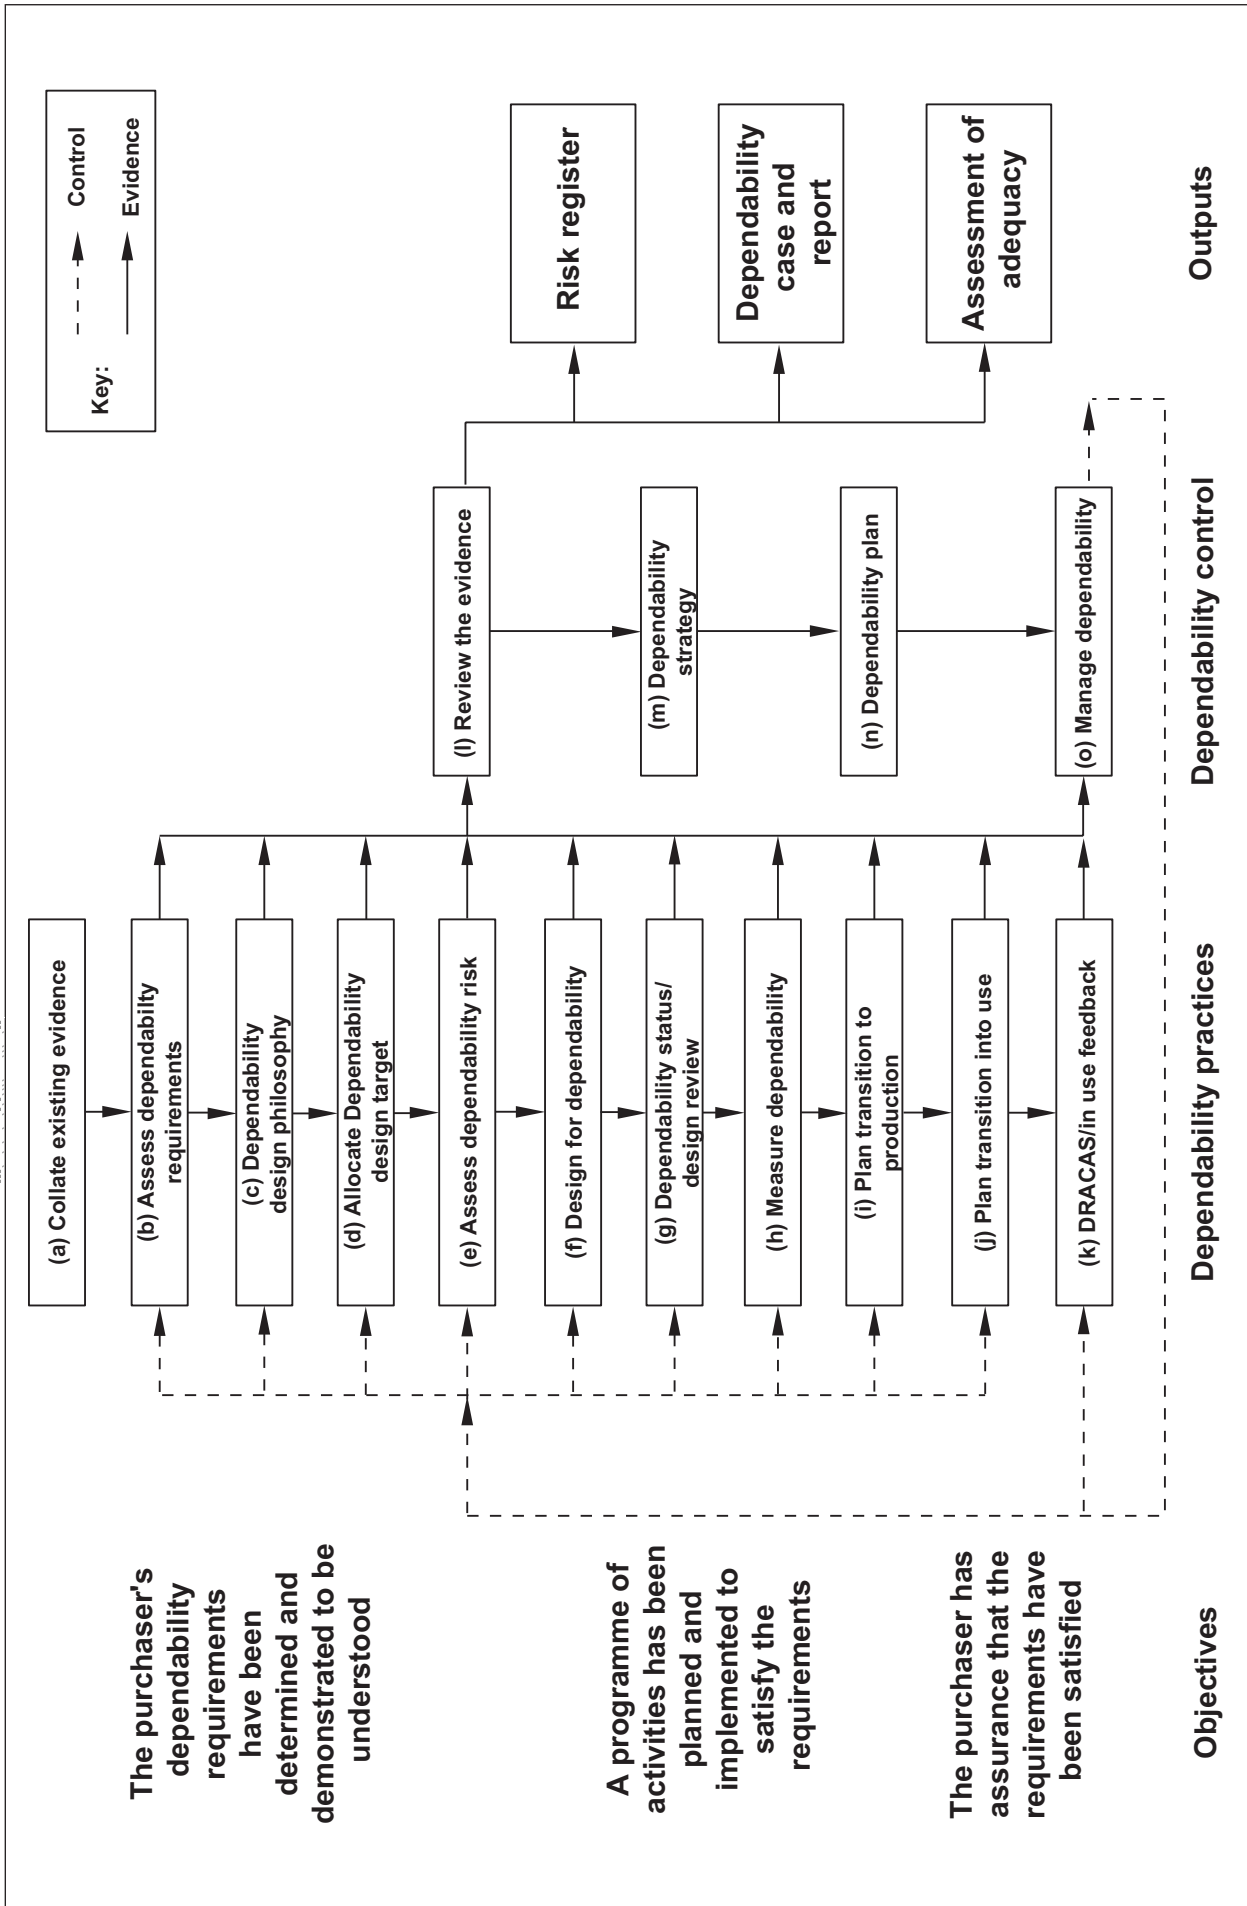 Key:
Control
Evidence
The purchaser's
dependability
requirements
have been
determined and
demonstrated to be
understood
A programme of
activities has been
planned and
implemented to
satisfy the
requirements
The purchaser has
assurance that the
requirements have
been satisfied
Objectives
(a) Collate existing evidence
(b) Assess dependabilty
requirements
(c) Dependability
design philosophy
(d) Allocate Dependability
design target
(e) Assess dependability risk
(f) Design for dependability
(g) Dependability status/
design review
(h) Measure dependability
(i) Plan transition to
production
(j) Plan transition into use
(k) DRACAS/in use feedback
Dependability practices
(l) Review the evidence
(m) Dependability
strategy
(n) Dependability plan
(o) Manage dependability
Dependability control
Risk register
Dependability
case and
report
Assessment of
adequacy
Outputs